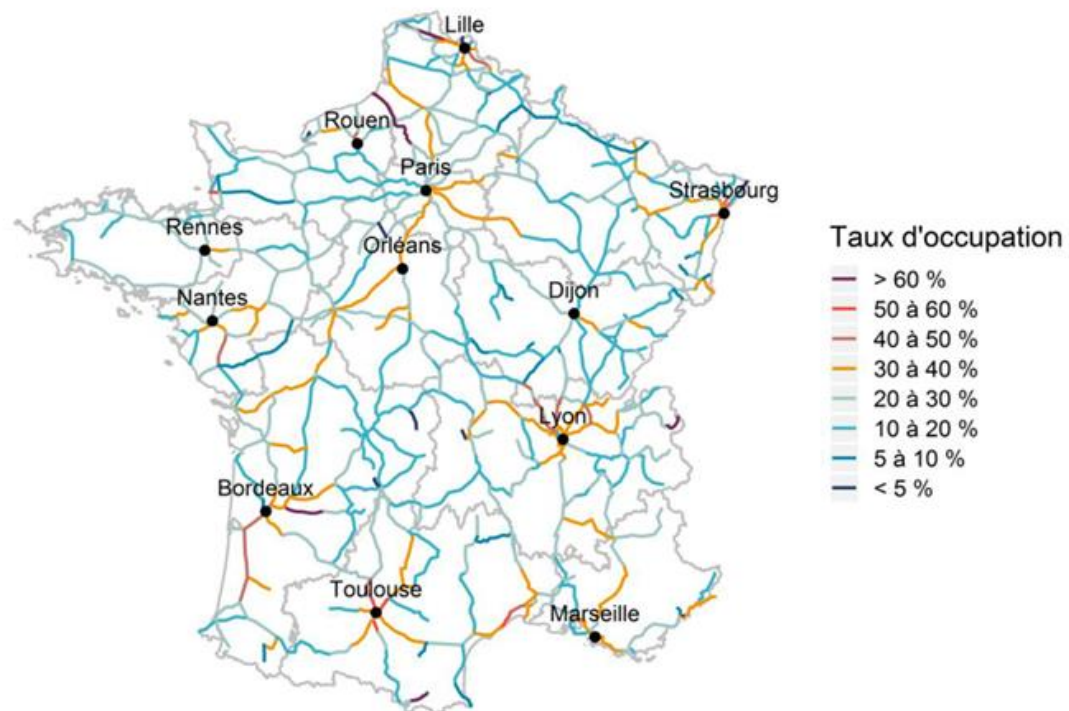 Lille
Rouen
Paris
Strasbourg
Rennes
Orléans
Nantes
Dijon
Lyon
Bordeaux
Toulouse
Marseille
Taux d'occupation
> 60 %
50 à 60 %
40 à 50 %
30 à 40 %
20 à 30 %
10 à 20 %
5 à 10 %
< 5 %